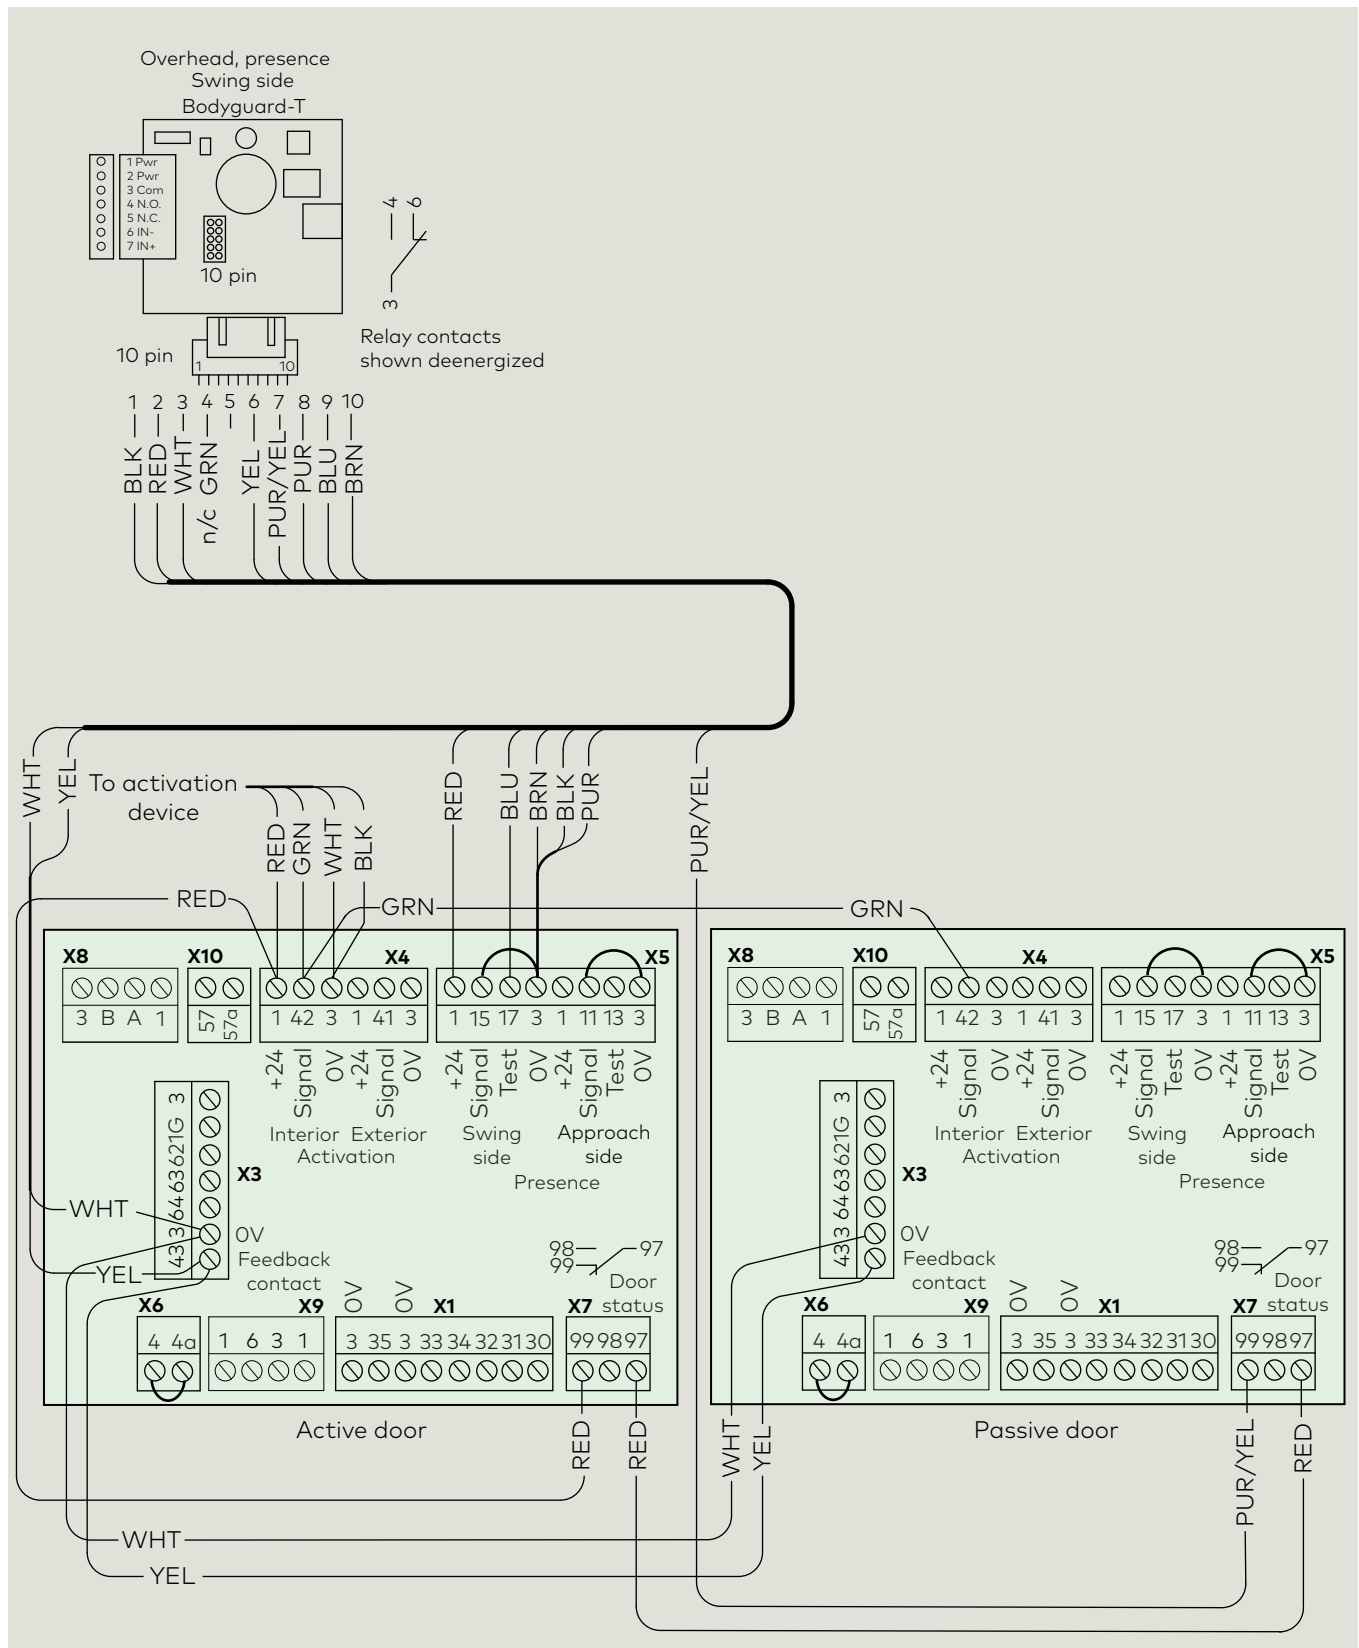 Overhead, presence
Swing side
Bodyguard-T
1 Pwr
2 Pwr
3 Com
4 N.O.
5 N.C.
6 IN-
7 IN+
10 pin
4 6
3
Relay contacts
shown deenergized
10 pin
1 10
1 2 3 4 5 6 7 8 9 10
BLK RED WHT GRN YEL PUR/YEL PUR BLU BRN
n/c
WHT YEL
To activation
device
RED GRN WHT BLK
RED BLU BRN BLK PUR
PUR/YEL
RED GRN GRN
X8 X10 X4 X5
3 B A 1 57 57a 1 42 3 1 41 3 1 15 17 3 1 11 13 3
+24 Signal 0V +24 Signal 0V +24 Signal Test 0V +24 Signal Test 0V
Interior Exterior
Activation
Swing
side
Approach
side
Presence
3 621G 63 64 3 43
X3
WHT
0V
YEL
Feedback
contact
98 97
99
Door
status
X6 X9 0V 0V X1 X7
4 4a 1 6 3 1 3 35 3 33 34 32 31 30 99 98 97
Active door
X8 X10 X4 X5
3 B A 1 57 57a 1 42 3 1 41 3 1 15 17 3 1 11 13 3
+24 Signal 0V +24 Signal 0V +24 Signal Test 0V +24 Signal Test 0V
Interior Exterior
Activation
Swing
side
Approach
side
Presence
3 621G 63 64 3 43
X3
0V
Feedback
contact
98 97
99
Door
status
X6 X9 0V 0V X1 X7
4 4a 1 6 3 1 3 35 3 33 34 32 31 30 99 98 97
Passive door
RED RED WHT YEL PUR/YEL RED
WHT
YEL